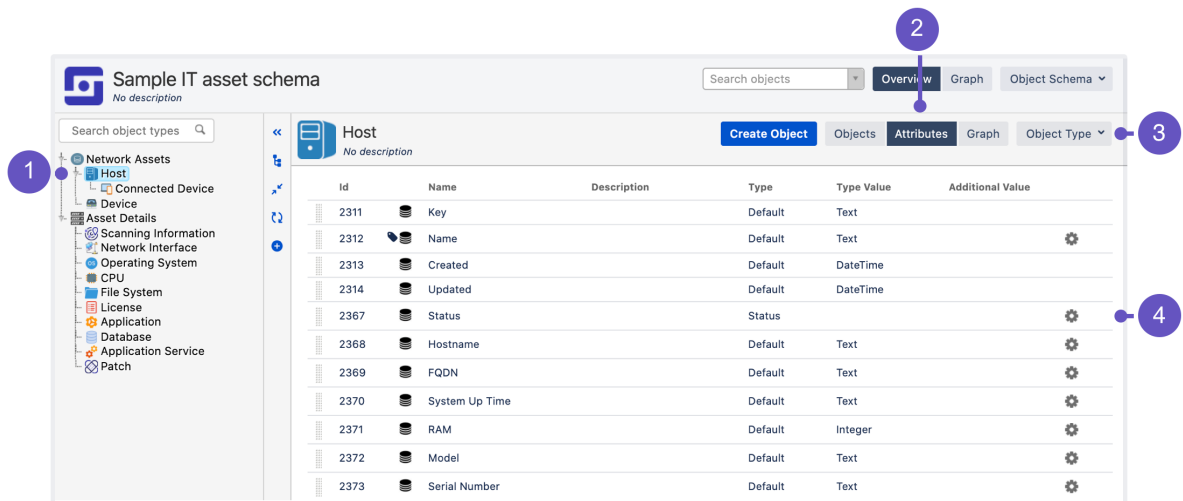 2
Sample IT asset schema
No description
Search objects
Overview
Graph
Object Schema
Search object types
Host
No description
Create Object
Objects
Attributes
Graph
Object Type
3
1
Network Assets
Host
Connected Device
Device
Asset Details
Scanning Information
Network Interface
Operating System
CPU
File System
License
Application
Database
Application Service
Patch
Id Name Description Type Type Value Additional Value
2311 Key Default Text
2312 Name Default Text
2313 Created Default DateTime
2314 Updated Default DateTime
2367 Status Status
4
2368 Hostname Default Text
2369 FQDN Default Text
2370 System Up Time Default Text
2371 RAM Default Integer
2372 Model Default Text
2373 Serial Number Default Text